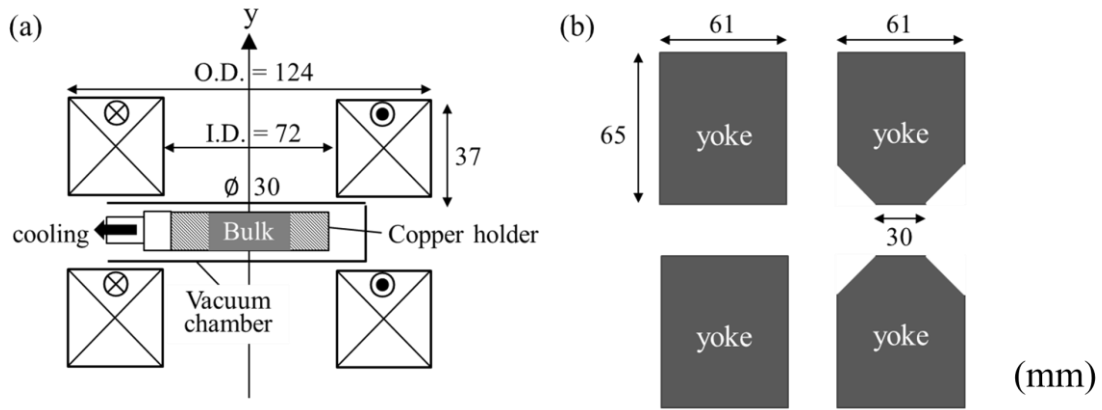 (a)
y
O.D. = 124
I.D. = 72
37
Ø 30
cooling
Bulk
Copper holder
Vacuum
chamber
(b)
61
61
65
yoke
yoke
30
yoke
yoke
(mm)